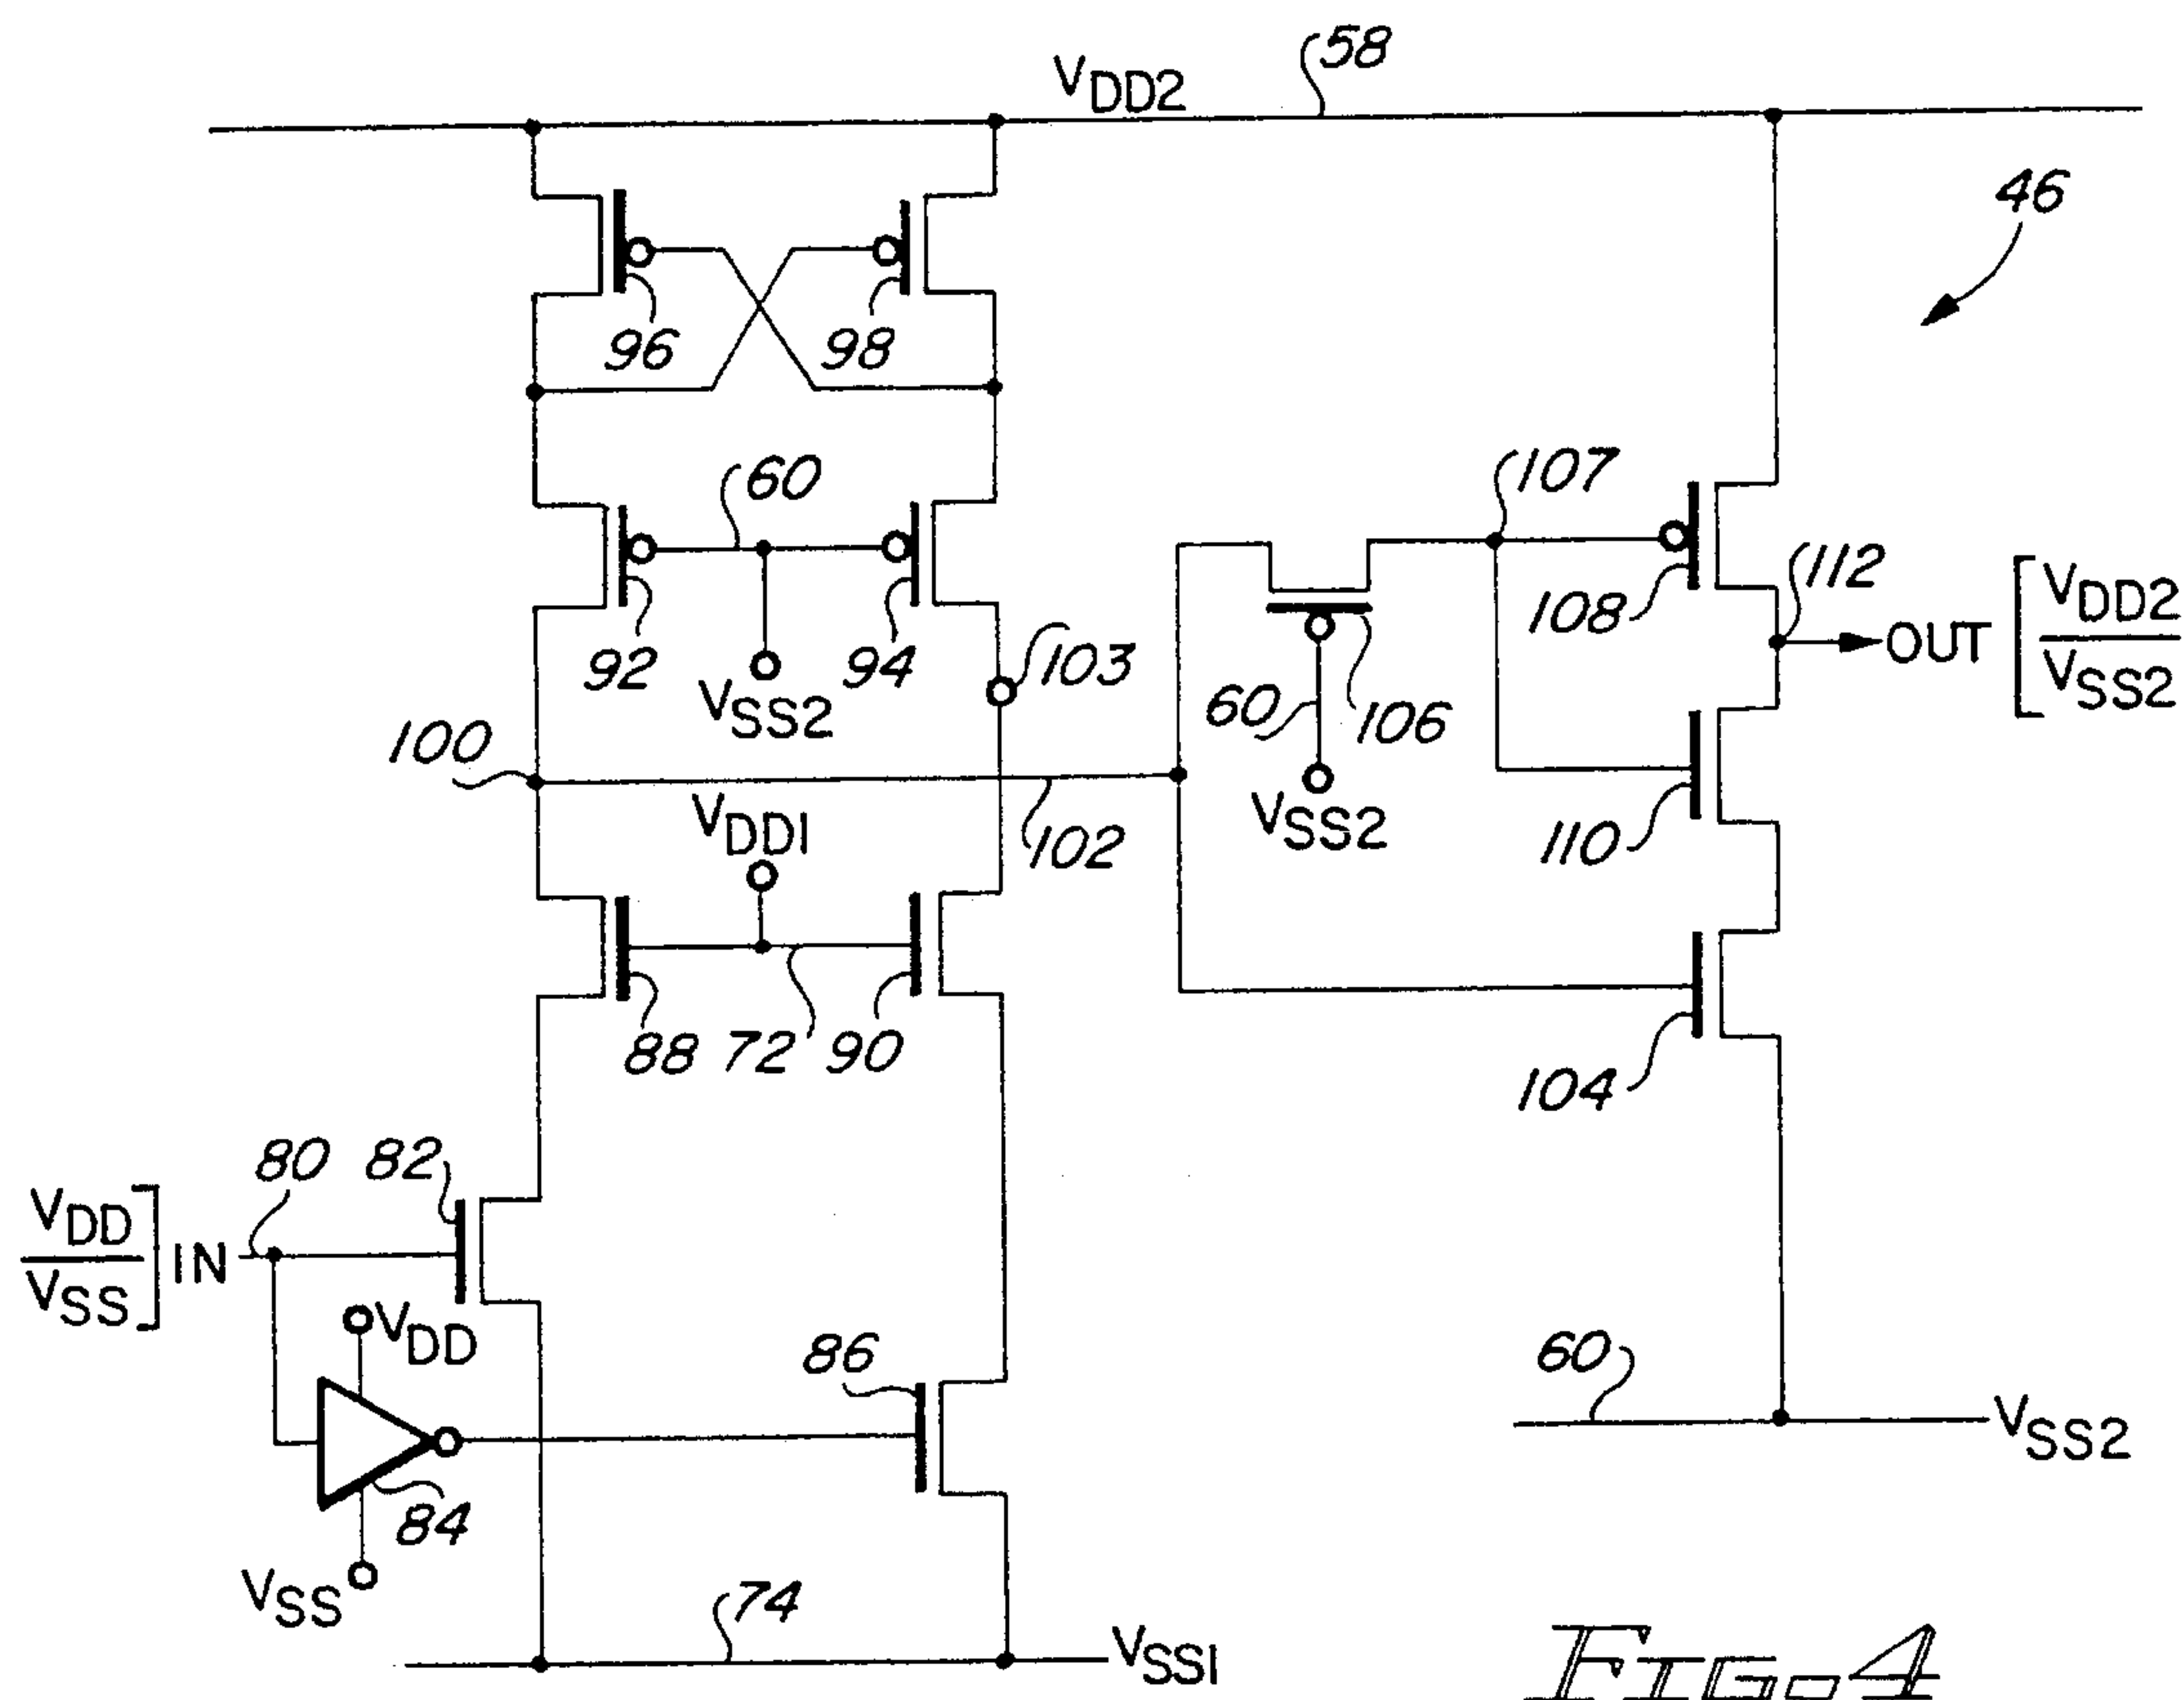 58
VDD2
46
96
98
60
107
92
VSS2
94
103
108
112
OUT [VDD2
VSS2
60
106
VSS2
100
VDD1
102
110
88
72
90
104
80
82
VDD
VSS ] IN
VDD
86
84
VSS
60
VSS2
74
VSS1
FIG. 4